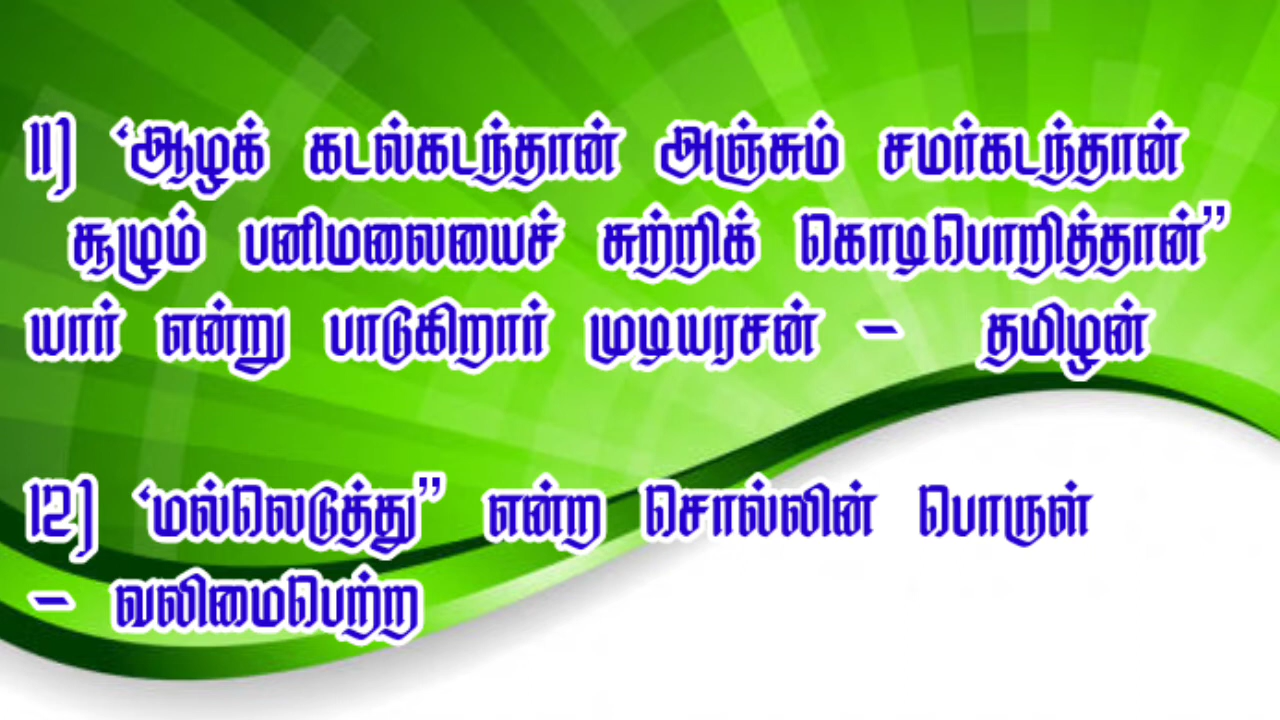 11) ‘ஆழக் கடல்கடந்தான் அஞ்சும் சமர்கடந்தான்
சூழும் பனிமலையைச் சுற்றிக் கொடிபொறித்தான்”
யார் என்று பாடுகிறார் முடியரசன் – தமிழன்
12) ‘மல்லெடுத்து” என்ற சொல்லின் பொருள்
– வலிமைபெற்ற